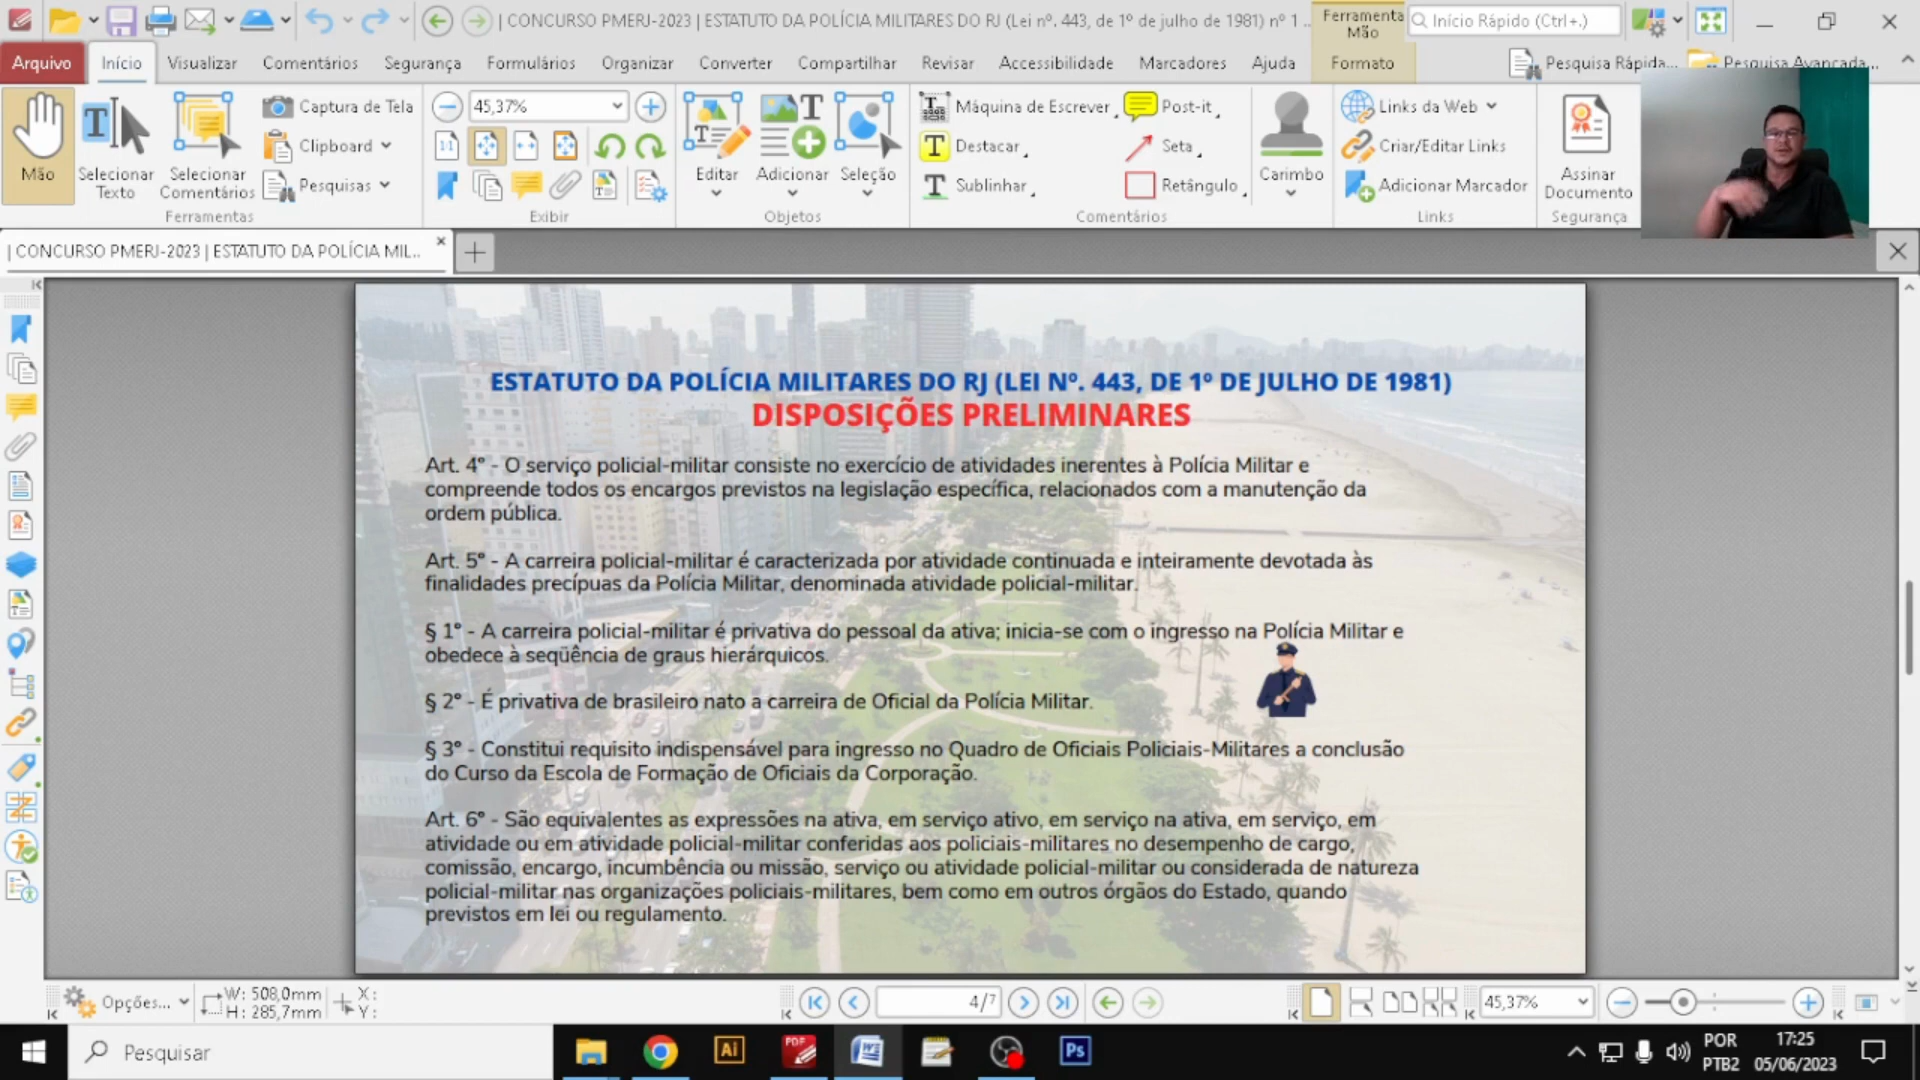 | CONCURSO PMERJ-2023 | ESTATUTO DA POLÍCIA MILITARES DO RJ (Lei nº. 443, de 1º de julho de 1981) nº 1 ...
Ferramenta Mão
Início Rápido (Ctrl+.)
Arquivo Início Visualizar Comentários Segurança Formulários Organizar Converter Compartilhar Revisar Acessibilidade Marcadores Ajuda Formato Pesquisa Rápida... Pesquisa Avançada...
Mão
Selecionar Texto
Selecionar Comentários
Captura de Tela
Clipboard
Pesquisas
Ferramentas
45,37%
1:1
Exibir
Editar
Adicionar
Seleção
Objetos
Máquina de Escrever
Destacar
Sublinhar
Post-it
Seta
Retângulo
Comentários
Carimbo
Links da Web
Criar/Editar Links
Adicionar Marcador
Links
Assinar Documento
Segurança
| CONCURSO PMERJ-2023 | ESTATUTO DA POLÍCIA MIL...
ESTATUTO DA POLÍCIA MILITARES DO RJ (LEI Nº. 443, DE 1º DE JULHO DE 1981)
DISPOSIÇÕES PRELIMINARES
Art. 4º - O serviço policial-militar consiste no exercício de atividades inerentes à Polícia Militar e
compreende todos os encargos previstos na legislação específica, relacionados com a manutenção da
ordem pública.
Art. 5º - A carreira policial-militar é caracterizada por atividade continuada e inteiramente devotada às
finalidades precípuas da Polícia Militar, denominada atividade policial-militar.
§ 1º - A carreira policial-militar é privativa do pessoal da ativa; inicia-se com o ingresso na Polícia Militar e
obedece à seqüência de graus hierárquicos.
§ 2º - É privativa de brasileiro nato a carreira de Oficial da Polícia Militar.
§ 3º - Constitui requisito indispensável para ingresso no Quadro de Oficiais Policiais-Militares a conclusão
do Curso da Escola de Formação de Oficiais da Corporação.
Art. 6º - São equivalentes as expressões na ativa, em serviço ativo, em serviço na ativa, em serviço, em
atividade ou em atividade policial-militar conferidas aos policiais-militares no desempenho de cargo,
comissão, encargo, incumbência ou missão, serviço ou atividade policial-militar ou considerada de natureza
policial-militar nas organizações policiais-militares, bem como em outros órgãos do Estado, quando
previstos em lei ou regulamento.
Opções...
W: 508,0mm
H: 285,7mm
X:
Y:
4/7
45,37%
Pesquisar
Ai
PDF
W
Ps
POR
PTB2
17:25
05/06/2023